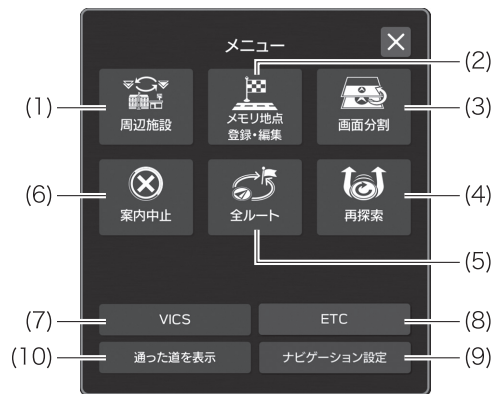 メニュー
(1)
(2)
(3)
周辺施設
メモリ地点
登録・編集
画面分割
(6)
(4)
案内中止
全ルート
再探索
(5)
(7)
VICS
ETC
(8)
(10)
通った道を表示
ナビゲーション設定
(9)